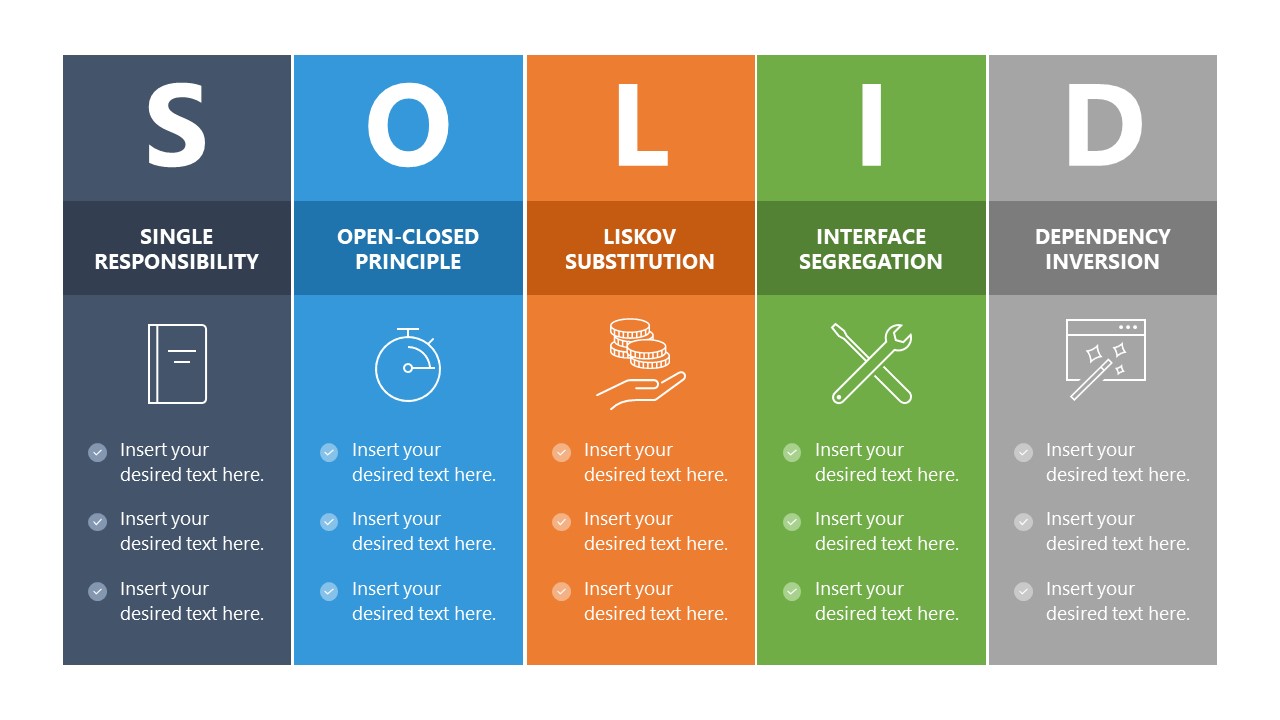 S
SINGLE
RESPONSIBILITY
Insert your
desired text here.
Insert your
desired text here.
Insert your
desired text here.
O
OPEN-CLOSED
PRINCIPLE
Insert your
desired text here.
Insert your
desired text here.
Insert your
desired text here.
L
LISKOV
SUBSTITUTION
Insert your
desired text here.
Insert your
desired text here.
Insert your
desired text here.
I
INTERFACE
SEGREGATION
Insert your
desired text here.
Insert your
desired text here.
Insert your
desired text here.
D
DEPENDENCY
INVERSION
Insert your
desired text here.
Insert your
desired text here.
Insert your
desired text here.